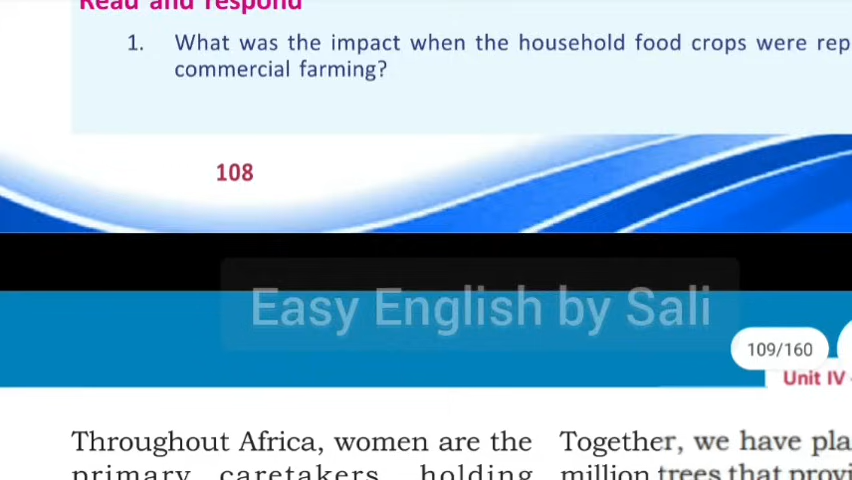 Read and respond
1. What was the impact when the household food crops were rep
commercial farming?
108
Easy English by Sali
109/160
Unit IV
Throughout Africa, women are the
primary caretakers, holding
Together, we have pla
million trees that provi